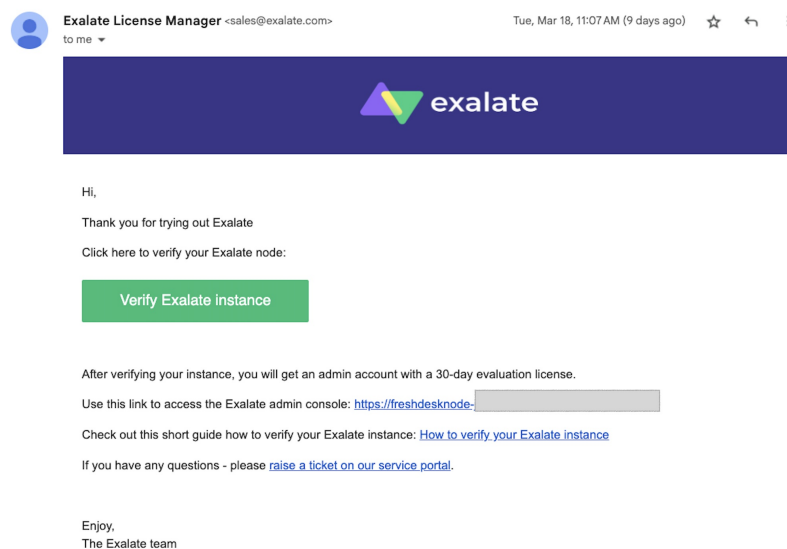 Exalate License Manager <sales@exalate.com> Tue, Mar 18, 11:07 AM (9 days ago)
to me
exalate
Hi,
Thank you for trying out Exalate
Click here to verify your Exalate node:
Verify Exalate instance
After verifying your instance, you will get an admin account with a 30-day evaluation license.
Use this link to access the Exalate admin console: https://freshdesknode-
Check out this short guide how to verify your Exalate instance: How to verify your Exalate instance
If you have any questions - please raise a ticket on our service portal.
Enjoy,
The Exalate team